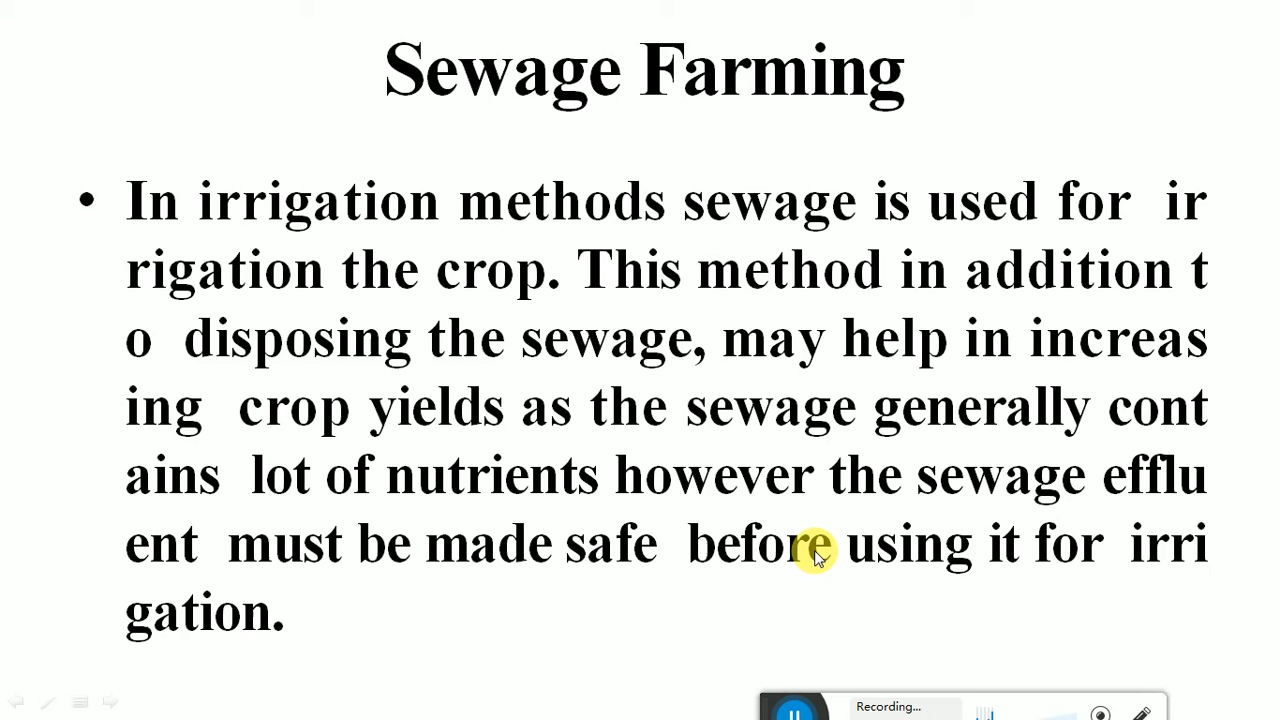 Sewage Farming
• In irrigation methods sewage is used for ir
rigation the crop. This method in addition t
o disposing the sewage, may help in increas
ing crop yields as the sewage generally cont
ains lot of nutrients however the sewage efflu
ent must be made safe before using it for irri
gation.
Recording...